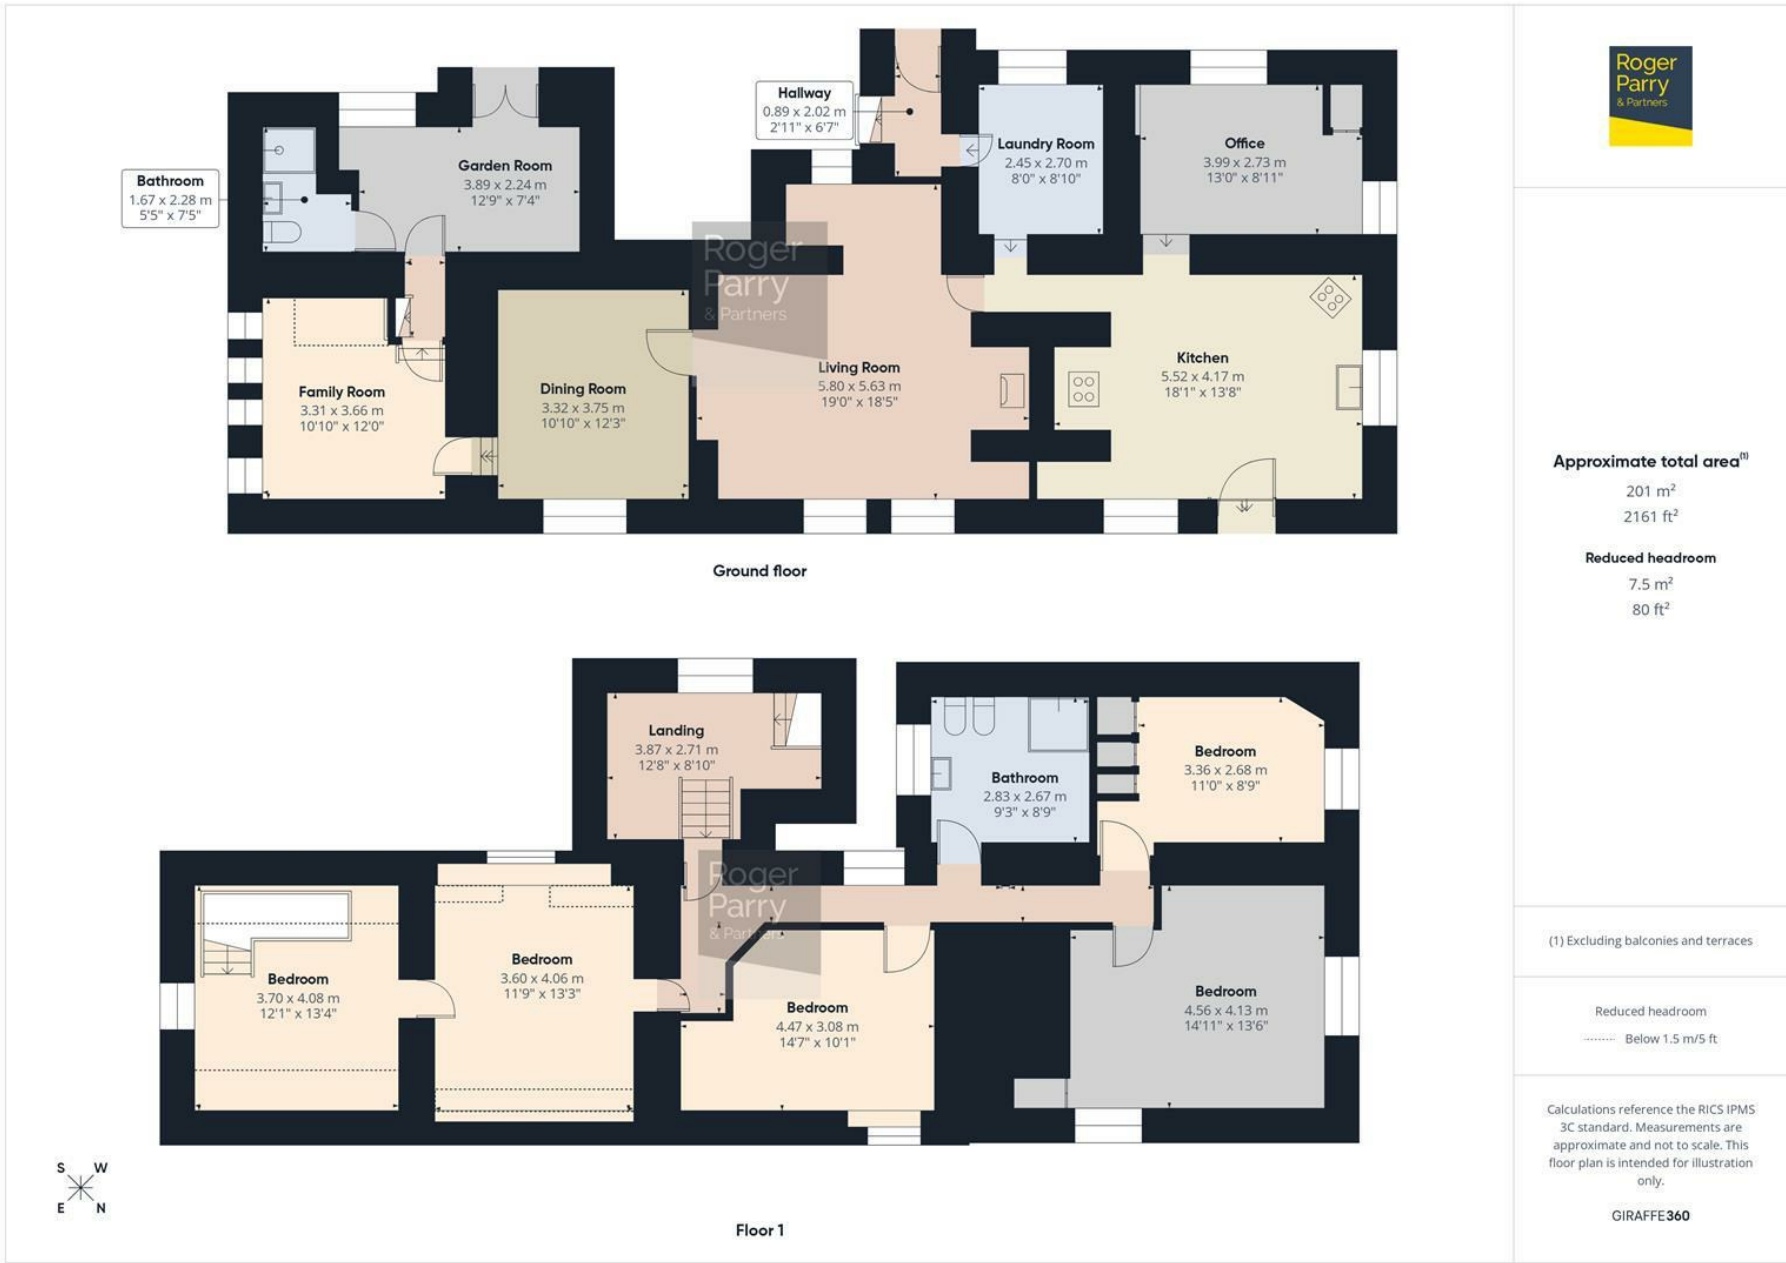 Roger
Parry
& Partners
Hallway
0.89 x 2.02 m
2'11" x 6'7"
Laundry Room
2.45 x 2.70 m
8'0" x 8'10"
Office
3.99 x 2.73 m
13'0" x 8'11"
Garden Room
3.89 x 2.24 m
12'9" x 7'4"
Bathroom
1.67 x 2.28 m
5'5" x 7'5"
Roger
Parry
& Partners
Family Room
3.31 x 3.66 m
10'10" x 12'0"
Dining Room
3.32 x 3.75 m
10'10" x 12'3"
Living Room
5.80 x 5.63 m
19'0" x 18'5"
Kitchen
5.52 x 4.17 m
18'1" x 13'8"
Ground floor
Approximate total area(1)
201 m²
2161 ft²
Reduced headroom
7.5 m²
80 ft²
Landing
3.87 x 2.71 m
12'8" x 8'10"
Bathroom
2.83 x 2.67 m
9'3" x 8'9"
Bedroom
3.36 x 2.68 m
11'0" x 8'9"
Roger
Parry
& Partners
Bedroom
3.70 x 4.08 m
12'1" x 13'4"
Bedroom
3.60 x 4.06 m
11'9" x 13'3"
Bedroom
4.47 x 3.08 m
14'7" x 10'1"
Bedroom
4.56 x 4.13 m
14'11" x 13'6"
(1) Excluding balconies and terraces
Reduced headroom
Below 1.5 m/5 ft
Calculations reference the RICS IPMS
3C standard. Measurements are
approximate and not to scale. This
floor plan is intended for illustration
only.
GIRAFFE360
S W
E N
Floor 1